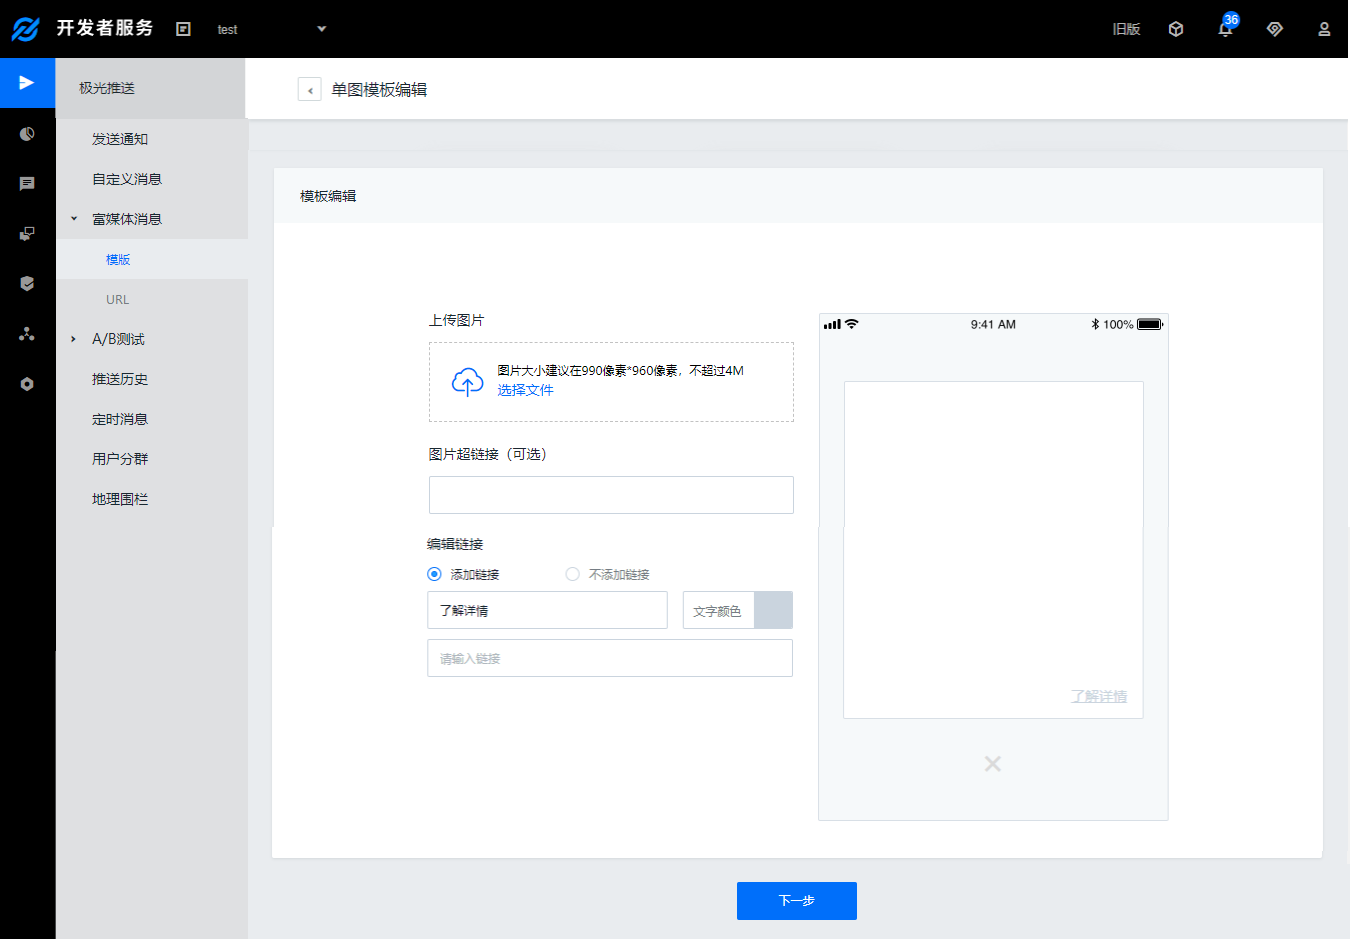 开发者服务
test
旧版
36
极光推送
发送通知
自定义消息
富媒体消息
模版
URL
A/B测试
推送历史
定时消息
用户分群
地理围栏
单图模板编辑
模板编辑
上传图片
图片大小建议在990像素*960像素，不超过4M
选择文件
图片超链接（可选）
编辑链接
添加链接
不添加链接
了解详情
文字颜色
请输入链接
9:41 AM
100%
了解详情
下一步